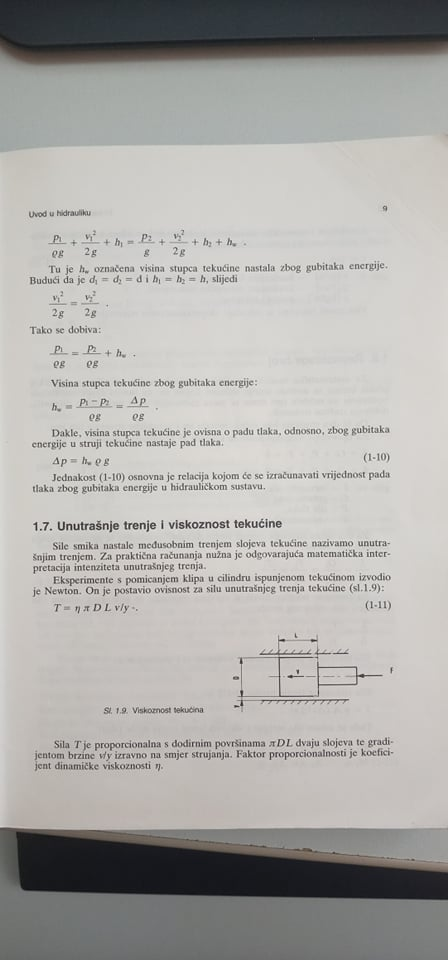 Uvod u hidrauliku 9
p₁/ϱg + v₁²/2g + h₁ = p₂/g + v₂²/2g + h₂ + hw .
Tu je hw označena visina stupca tekućine nastala zbog gubitaka energije.
Budući da je d₁ = d₂ = d i h₁ = h₂ = h, slijedi
v₁²/2g = v₂²/2g .
Tako se dobiva:
p₁/ϱg = p₂/ϱg + hw .
Visina stupca tekućine zbog gubitaka energije:
hw = p₁ – p₂/ϱg = Δp/ϱg .
Dakle, visina stupca tekućine je ovisna o padu tlaka, odnosno, zbog gubitaka
energije u struji tekućine nastaje pad tlaka.
Δp = hw ϱ g (1-10)
Jednakost (1-10) osnovna je relacija kojom će se izračunavati vrijednost pada
tlaka zbog gubitaka energije u hidrauličkom sustavu.
1.7. Unutrašnje trenje i viskoznost tekućine
Sile smika nastale međusobnim trenjem slojeva tekućine nazivamo unutra-
šnjim trenjem. Za praktična računanja nužna je odgovarajuća matematička inter-
pretacija intenziteta unutrašnjeg trenja.
Eksperimente s pomicanjem klipa u cilindru ispunjenom tekućinom izvodio
je Newton. On je postavio ovisnost za silu unutrašnjeg trenja tekućine (sl.1.9):
T = η π D L v/y . (1-11)
L
D
v
F
Y
Sl. 1.9. Viskoznost tekućina
Sila T je proporcionalna s dodirnim površinama πDL dvaju slojeva te gradi-
jentom brzine v/y izravno na smjer strujanja. Faktor proporcionalnosti je koefici-
jent dinamičke viskoznosti η.